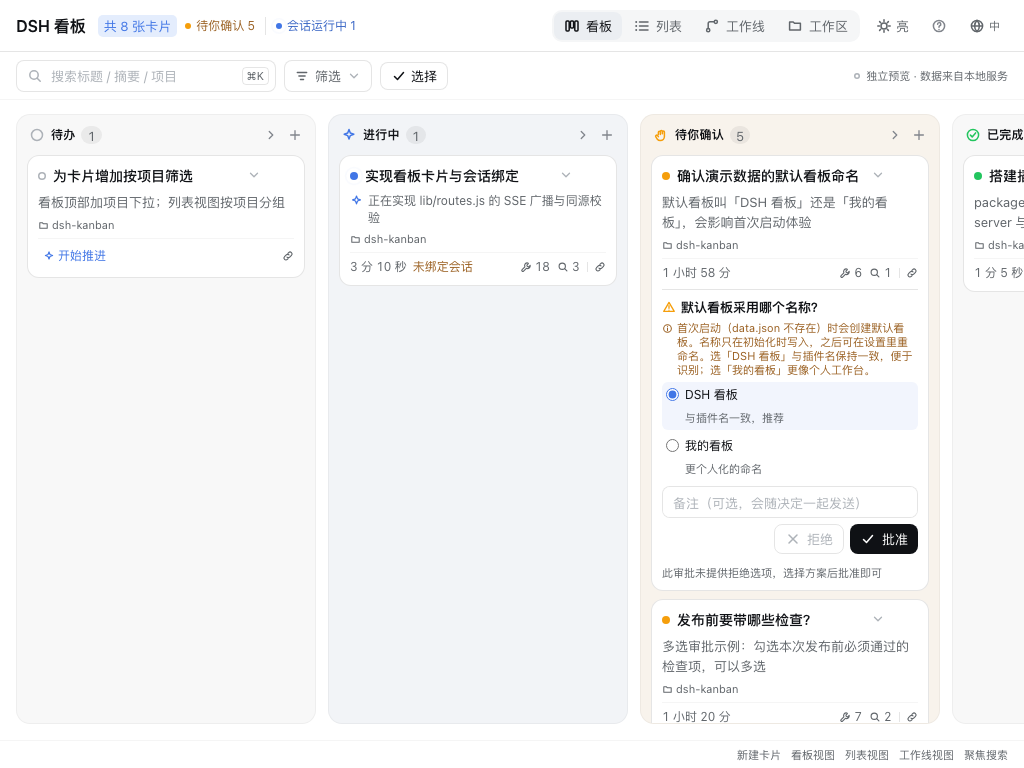 DSH 看板 共 8 张卡片 待你确认 5 会话运行中 1 看板 列表 工作线 工作区 亮 中
搜索标题 / 摘要 / 项目 ⌘K 筛选 选择 独立预览 · 数据来自本地服务
待办 1
为卡片增加按项目筛选
看板顶部加项目下拉；列表视图按项目分组
dsh-kanban
开始推进
进行中 1
实现看板卡片与会话绑定
正在实现 lib/routes.js 的 SSE 广播与同源校
验
dsh-kanban
3 分 10 秒 未绑定会话 18 3
待你确认 5
确认演示数据的默认看板命名
默认看板叫「DSH 看板」还是「我的看
板」，会影响首次启动体验
dsh-kanban
1 小时 58 分 6 1
默认看板采用哪个名称?
首次启动（data.json 不存在）时会创建默认看
板。名称只在初始化时写入，之后可在设置里重
命名。选「DSH 看板」与插件名保持一致，便于
识别；选「我的看板」更像个人工作台。
DSH 看板
与插件名一致，推荐
我的看板
更个人化的命名
备注（可选，会随决定一起发送）
拒绝 批准
此审批未提供拒绝选项，选择方案后批准即可
发布前要带哪些检查?
多选审批示例：勾选本次发布前必须通过的
检查项，可以多选
dsh-kanban
1 小时 20 分 7 2
已完成
搭建插
package
server 与
dsh-ka
1 分 5 秒
新建卡片 看板视图 列表视图 工作线视图 聚焦搜索